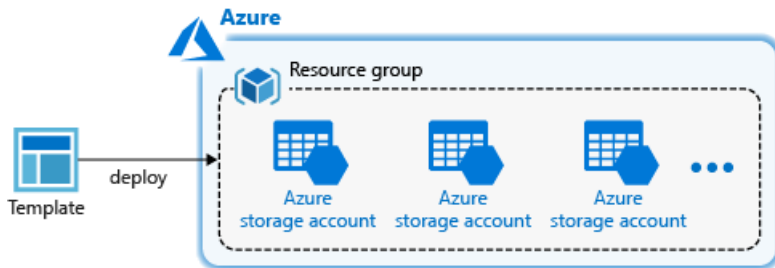 Azure
Resource group
deploy
Template
Azure
storage account
Azure
storage account
Azure
storage account